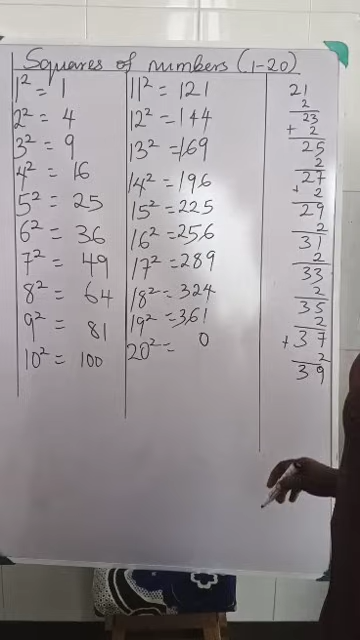 Squares of numbers (1-20)
1² = 1
2² = 4
3² = 9
4² = 16
5² = 25
6² = 36
7² = 49
8² = 64
9² = 81
10² = 100
11² = 121
12² = 144
13² = 169
14² = 196
15² = 225
16² = 256
17² = 289
18² = 324
19² = 361
20² = 0
21
2
23
+ 2
25
2
27
+ 2
29
2
31
2
33
2
35
2
+ 37
2
39